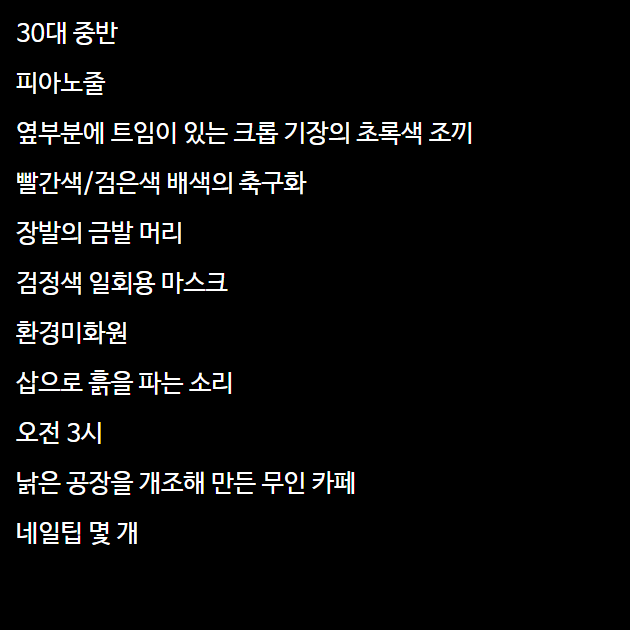 30대 중반
피아노줄
옆부분에 트임이 있는 크롭 기장의 초록색 조끼
빨간색/검은색 배색의 축구화
장발의 금발 머리
검정색 일회용 마스크
환경미화원
삽으로 흙을 파는 소리
오전 3시
낡은 공장을 개조해 만든 무인 카페
네일팁 몇 개